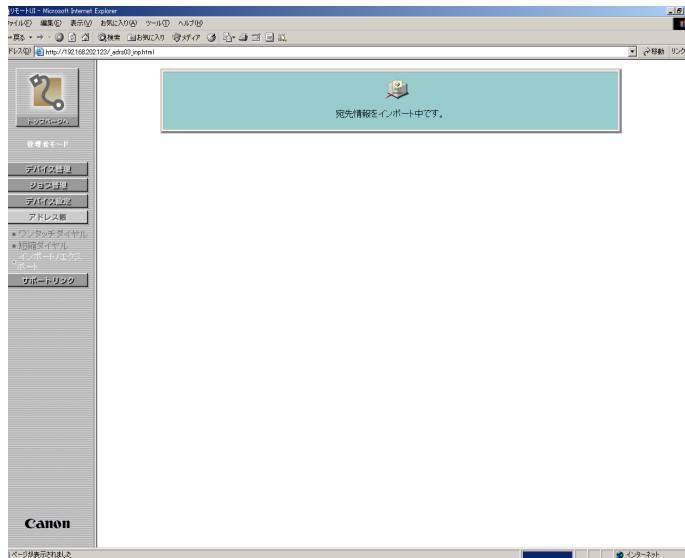 リモートUI - Microsoft Internet Explorer
ファイル(F) 編集(E) 表示(V) お気に入り(A) ツール(T) ヘルプ(H)
戻る 検索 お気に入り メディア
アドレス(D) http://192.168.202.123/_adrs03_inp.html 移動 リンク
トップページへ
管理者モード
デバイス管理
ジョブ管理
デバイス設定
アドレス帳
ワンタッチダイヤル
短縮ダイヤル
インポート/エクス
ポート
サポートリンク
宛先情報をインポート中です。
Canon
ページが表示されました インターネット